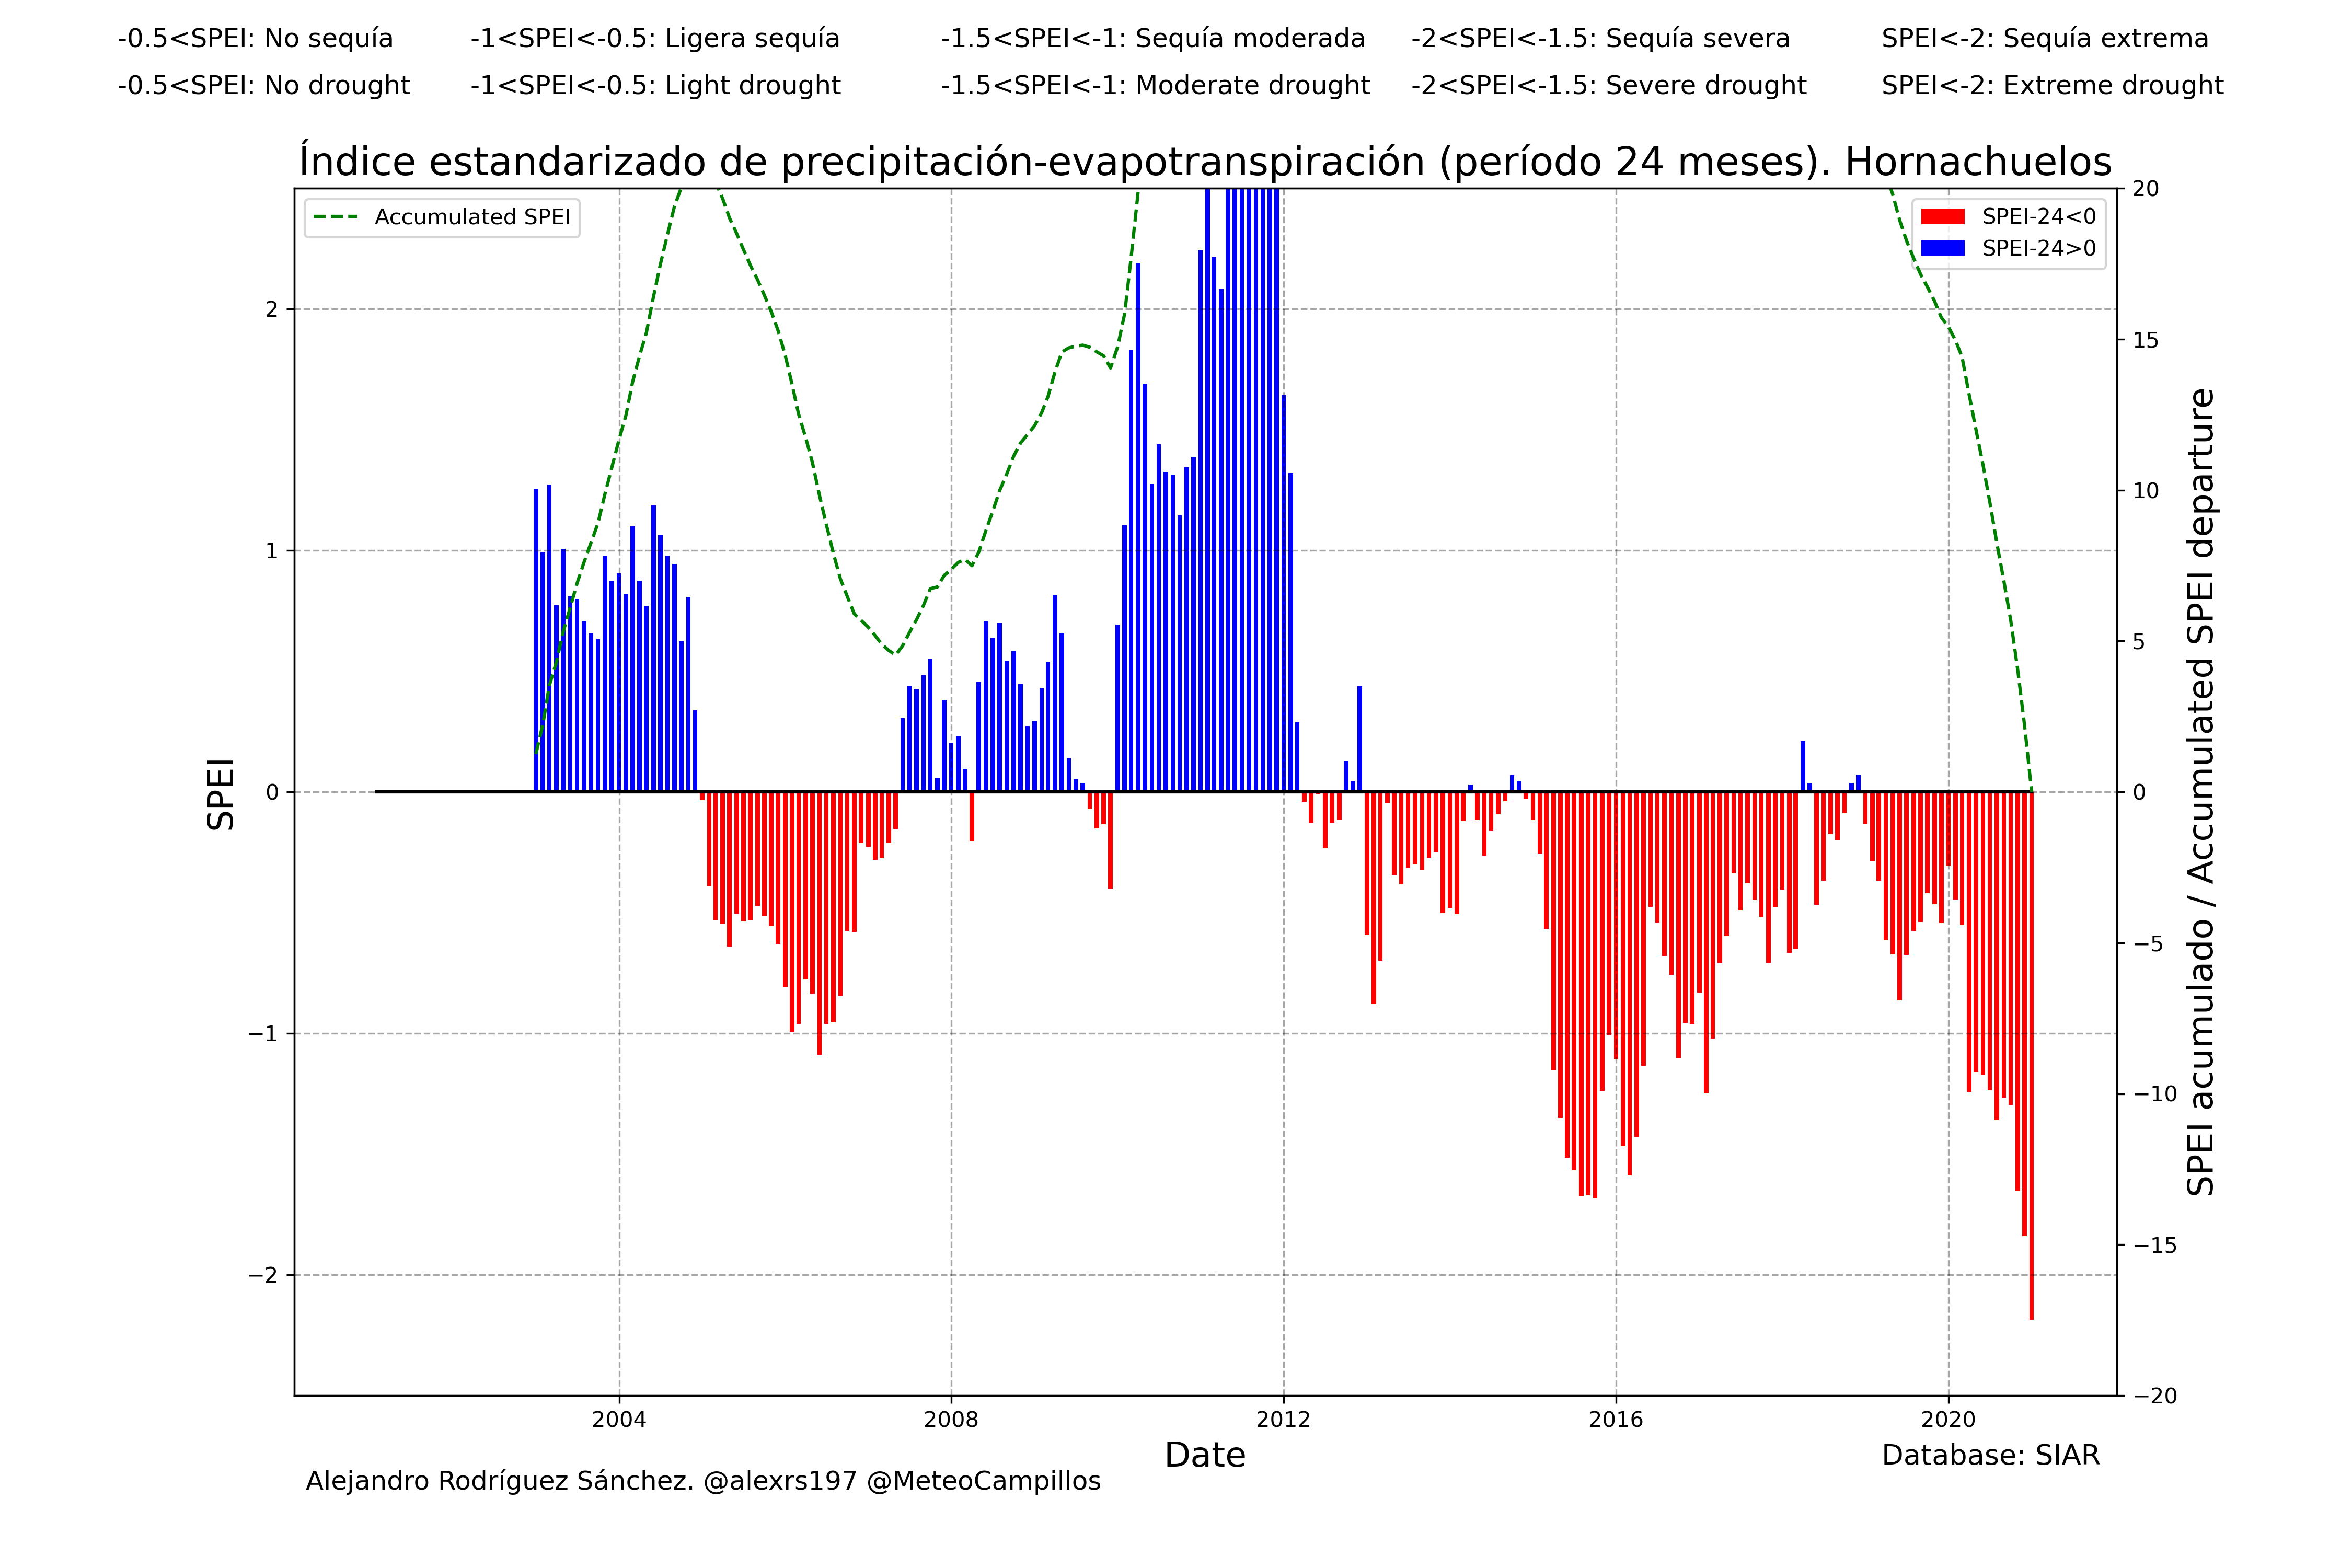 -0.5<SPEI: No sequía -1<SPEI<-0.5: Ligera sequía -1.5<SPEI<-1: Sequía moderada -2<SPEI<-1.5: Sequía severa SPEI<-2: Sequía extrema
-0.5<SPEI: No drought -1<SPEI<-0.5: Light drought -1.5<SPEI<-1: Moderate drought -2<SPEI<-1.5: Severe drought SPEI<-2: Extreme drought
Índice estandarizado de precipitación-evapotranspiración (período 24 meses). Hornachuelos
Accumulated SPEI
SPEI-24<0
SPEI-24>0
SPEI
2
1
0
−1
−2
20
15
10
5
0
−5
−10
−15
−20
SPEI acumulado / Accumulated SPEI departure
2004 2008 2012 2016 2020
Date
Database: SIAR
Alejandro Rodríguez Sánchez. @alexrs197 @MeteoCampillos